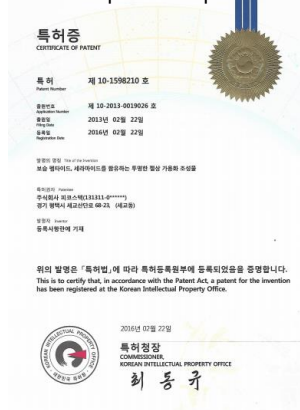 특허증
CERTIFICATE OF PATENT
특 허 제 10-1598210 호
Patent Number
출원번호 제 10-2013-0019026 호
Application Number
출원일 2013년 02월 22일
Filing Date
등록일 2016년 02월 22일
Registration Date
발명의 명칭 Title of the Invention
보습 펩타이드, 세라마이드를 함유하는 투명한 젤상 가용화 조성물
특허권자 Patentee
주식회사 피코스텍(131311-0******)
경기 평택시 세교산단로 68-23, (세교동)
발명자 Inventor
등록사항란에 기재
위의 발명은 「특허법」에 따라 특허등록원부에 등록되었음을 증명합니다.
This is to certify that, in accordance with the Patent Act, a patent for the invention
has been registered at the Korean Intellectual Property Office.
2016년 02월 22일
특허청장
COMMISSIONER,
KOREAN INTELLECTUAL PROPERTY OFFICE
최동규
KOREAN INTELLECTUAL PROPERTY OFFICE